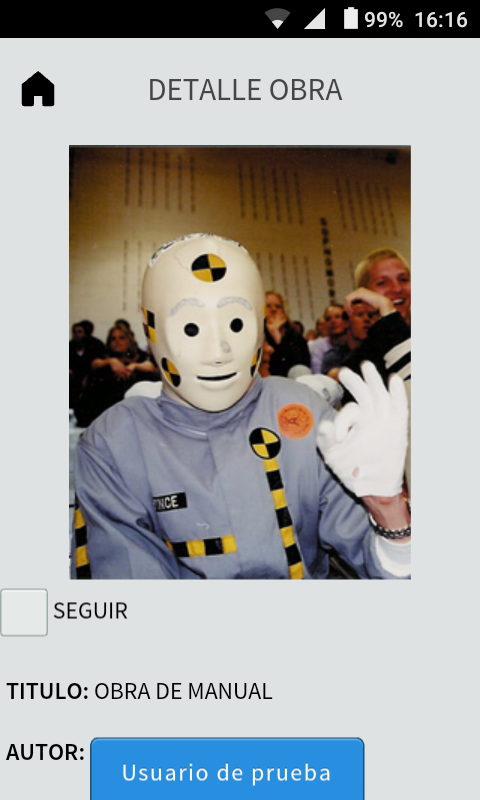 99% 16:16
DETALLE OBRA
SEGUIR
TITULO: OBRA DE MANUAL
AUTOR: Usuario de prueba